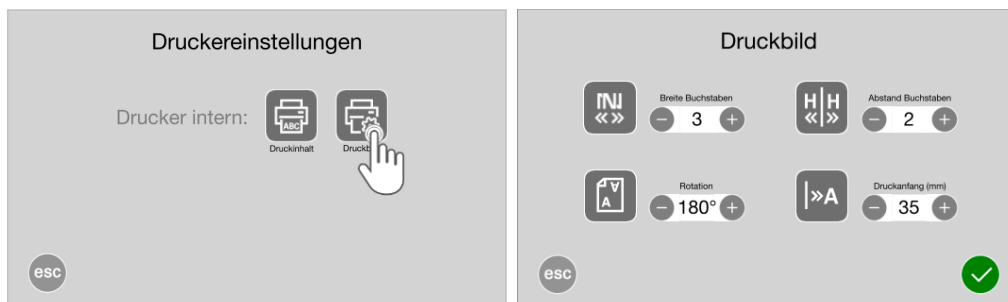 Druckereinstellungen
Drucker intern:
ABC
Druckinhalt
esc
Druckbild
Breite Buchstaben
3
H H
Abstand Buchstaben
2
A A
Rotation
180°
»A
Druckanfang (mm)
35
esc